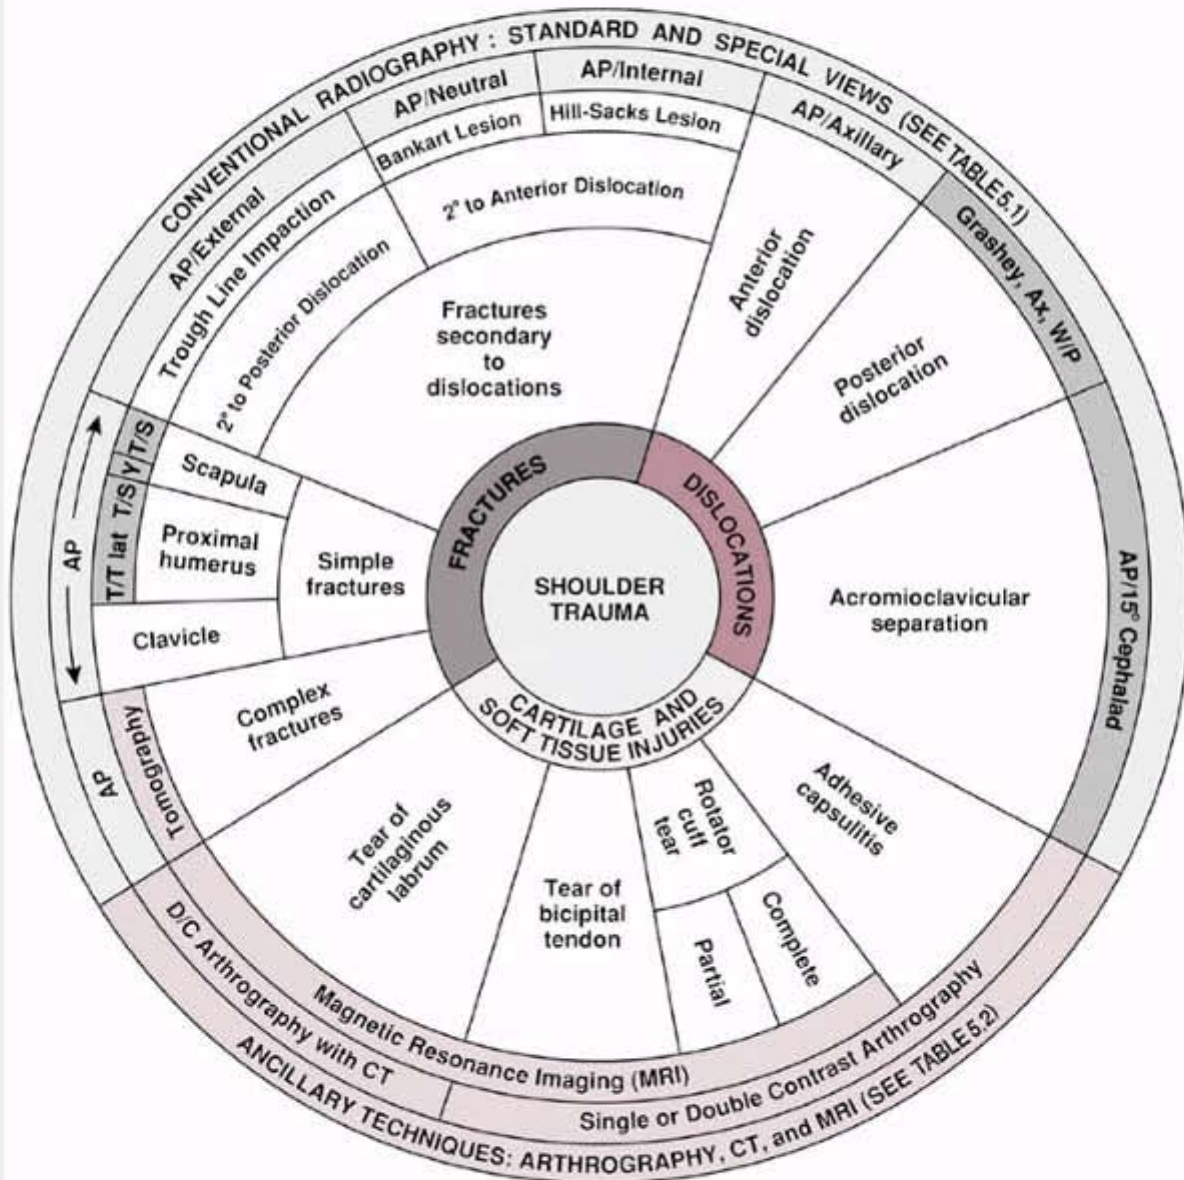 CONVENTIONAL RADIOGRAPHY : STANDARD AND SPECIAL VIEWS (SEE TABLE 5.1)
AP/External
AP/Neutral
AP/Internal
AP/Axillary
Grashey, Ax, W/P
AP/15° Cephalad
Trough Line Impaction
Bankart Lesion
Hill-Sacks Lesion
2° to Posterior Dislocation
2° to Anterior Dislocation
Fractures
secondary
to
dislocations
Anterior
dislocation
Posterior
dislocation
Acromioclavicular
separation
AP
T/S
Y
T/S
T/T lat
Scapula
Proximal
humerus
Clavicle
Simple
fractures
Complex
fractures
AP
Tomography
FRACTURES
DISLOCATIONS
SHOULDER
TRAUMA
CARTILAGE AND
SOFT TISSUE INJURIES
Tear of
cartilaginous
labrum
Tear of
bicipital
tendon
Rotator
cuff
tear
Partial
Complete
Adhesive
capsulitis
Magnetic Resonance Imaging (MRI)
D/C Arthrography with CT
Single or Double Contrast Arthrography
ANCILLARY TECHNIQUES: ARTHROGRAPHY, CT, and MRI (SEE TABLE 5.2)